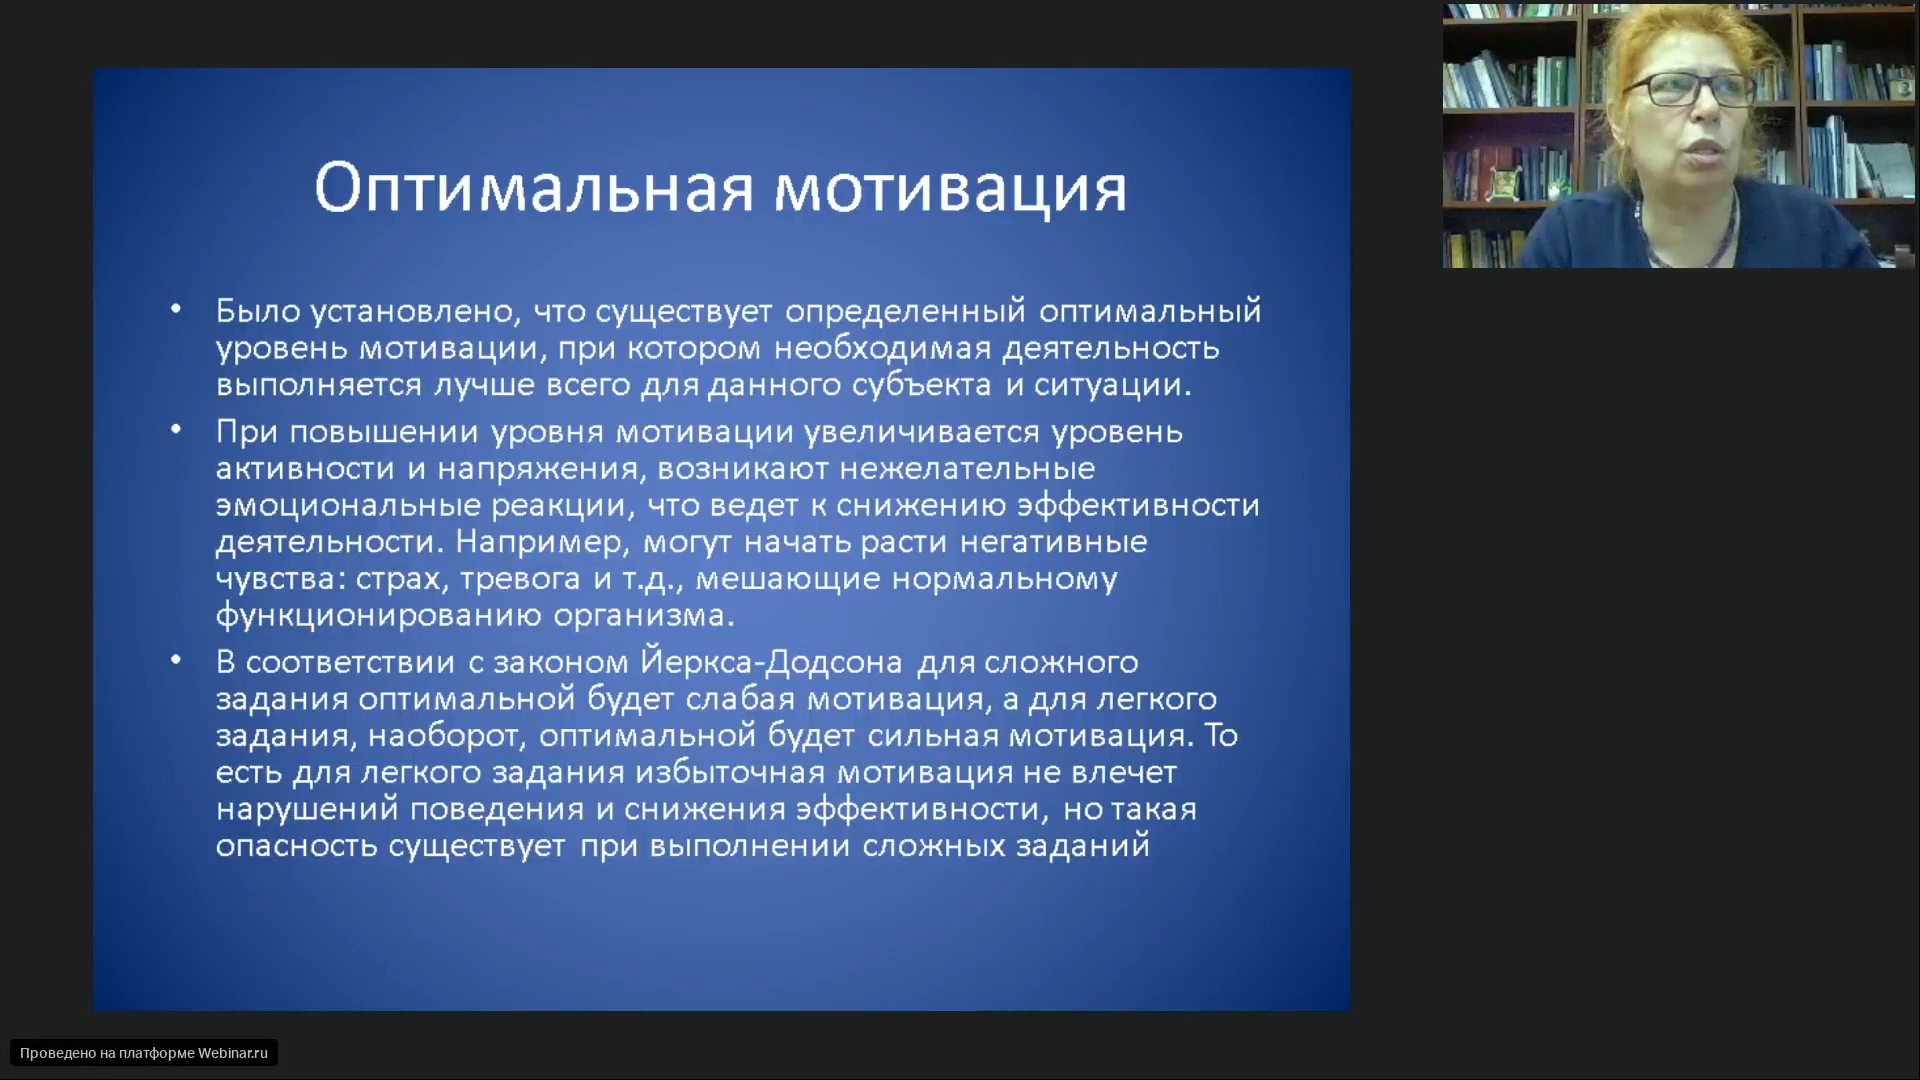 Оптимальная мотивация
• Было установлено, что существует определенный оптимальный
уровень мотивации, при котором необходимая деятельность
выполняется лучше всего для данного субъекта и ситуации.
• При повышении уровня мотивации увеличивается уровень
активности и напряжения, возникают нежелательные
эмоциональные реакции, что ведет к снижению эффективности
деятельности. Например, могут начать расти негативные
чувства: страх, тревога и т.д., мешающие нормальному
функционированию организма.
• В соответствии с законом Йеркса-Додсона для сложного
задания оптимальной будет слабая мотивация, а для легкого
задания, наоборот, оптимальной будет сильная мотивация. То
есть для легкого задания избыточная мотивация не влечет
нарушений поведения и снижения эффективности, но такая
опасность существует при выполнении сложных заданий
Проведено на платформе Webinar.ru